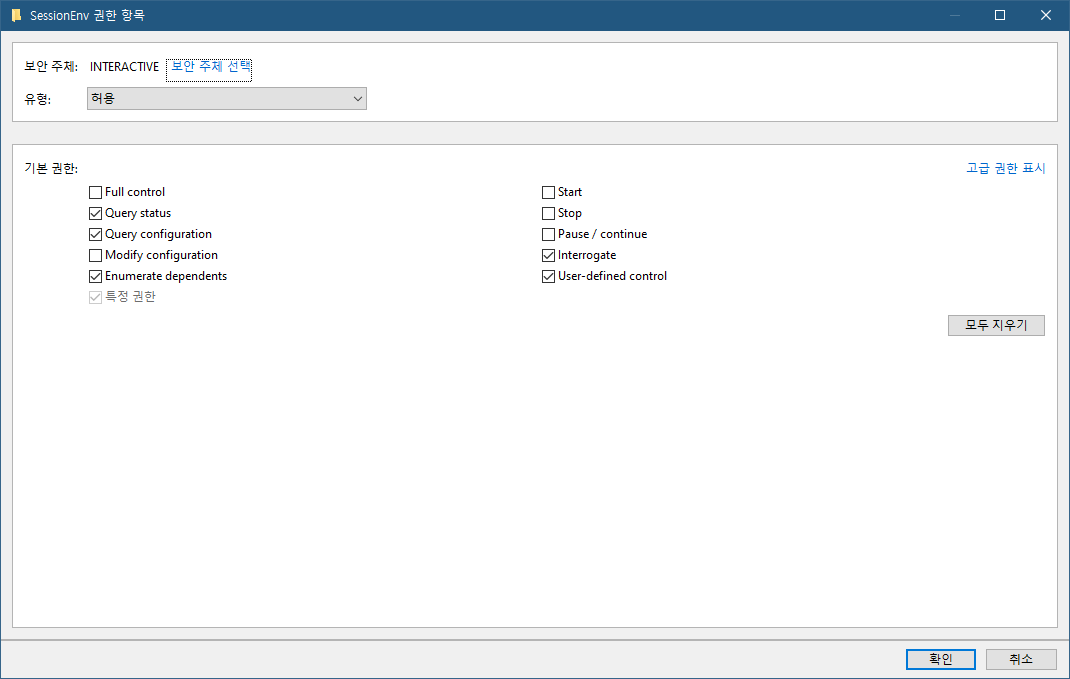 SessionEnv 권한 항목
보안 주체: INTERACTIVE 보안 주체 선택
유형: 허용
기본 권한: 고급 권한 표시
Full control Start
Query status Stop
Query configuration Pause / continue
Modify configuration Interrogate
Enumerate dependents User-defined control
특정 권한
모두 지우기
확인 취소